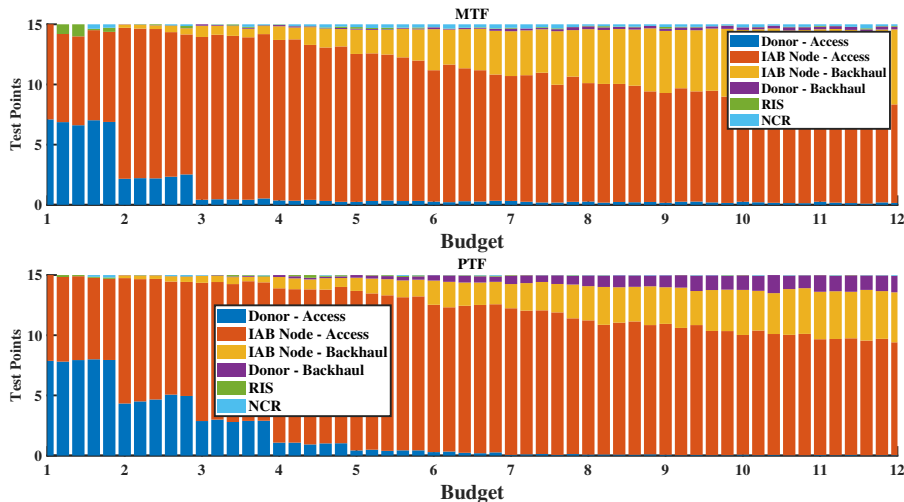 MTF
15
10
5
0
Test Points
1 2 3 4 5 6 7 8 9 10 11 12
Budget
Donor - Access
IAB Node - Access
IAB Node - Backhaul
Donor - Backhaul
RIS
NCR
PTF
15
10
5
0
Test Points
1 2 3 4 5 6 7 8 9 10 11 12
Budget
Donor - Access
IAB Node - Access
IAB Node - Backhaul
Donor - Backhaul
RIS
NCR